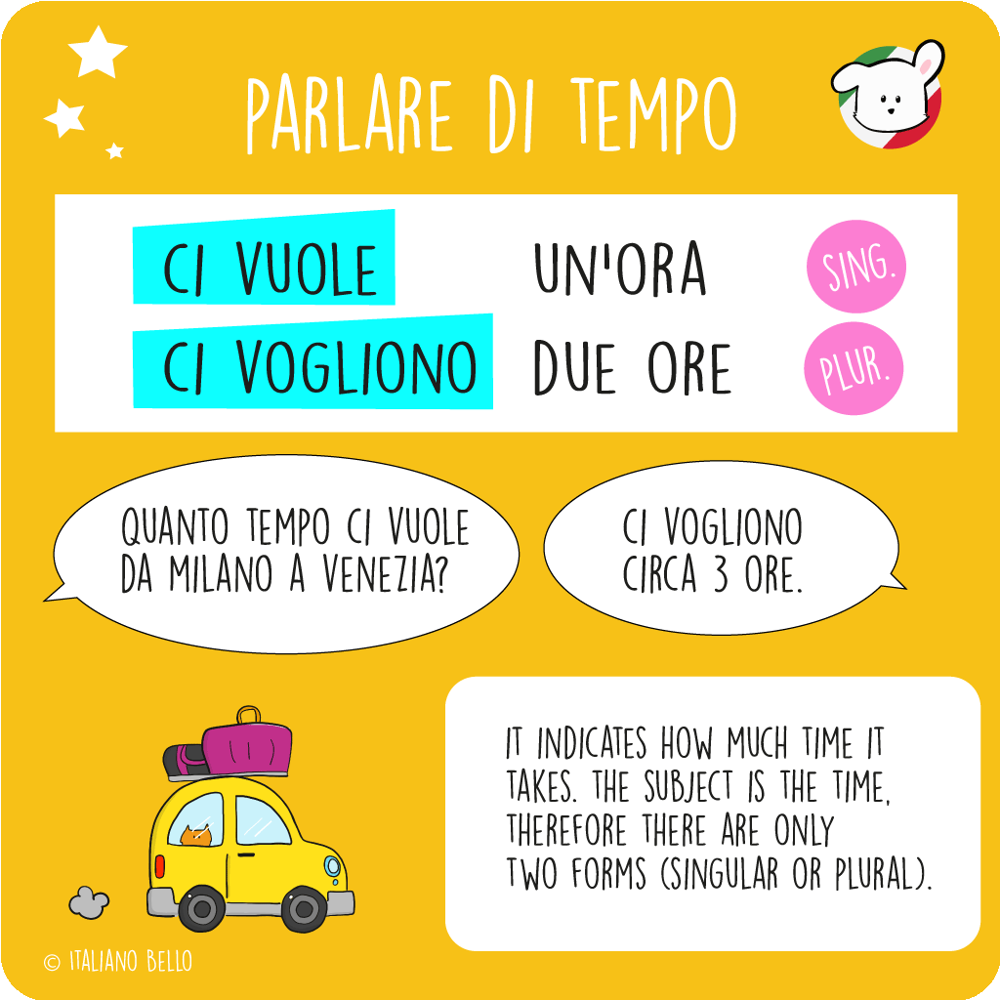 PARLARE DI TEMPO
CI VUOLE UN'ORA SING.
CI VOGLIONO DUE ORE PLUR.
QUANTO TEMPO CI VUOLE
DA MILANO A VENEZIA?
CI VOGLIONO
CIRCA 3 ORE.
IT INDICATES HOW MUCH TIME IT
TAKES. THE SUBJECT IS THE TIME,
THEREFORE THERE ARE ONLY
TWO FORMS (SINGULAR OR PLURAL).
© ITALIANO BELLO